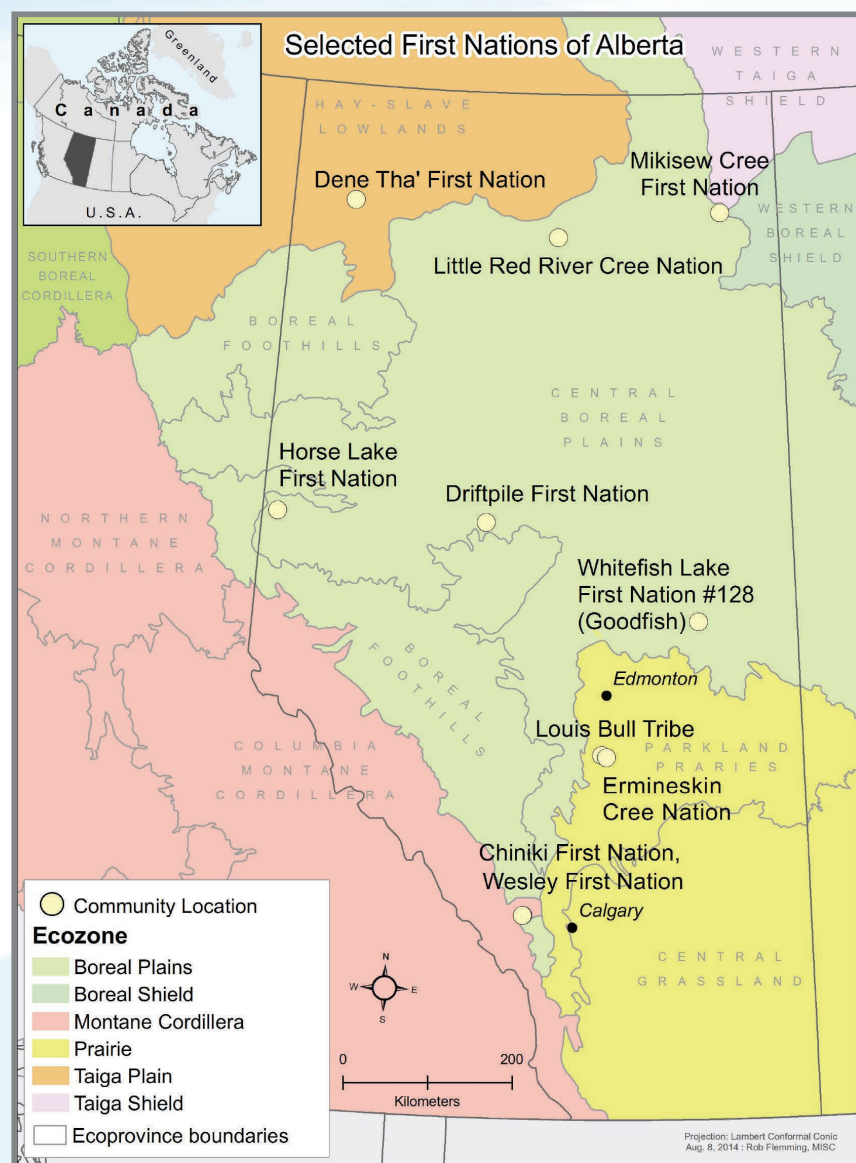 Selected First Nations of Alberta
Greenland
Canada
U.S.A.
WESTERN
TAIGA
SHIELD
HAY-SLAVE
LOWLANDS
Mikisew Cree
First Nation
Dene Tha' First Nation
WESTERN
BOREAL
SHIELD
Little Red River Cree Nation
SOUTHERN
BOREAL
CORDILLERA
BOREAL
FOOTHILLS
CENTRAL
BOREAL
PLAINS
Horse Lake
First Nation
Driftpile First Nation
NORTHERN
MONTANE
CORDILLERA
Whitefish Lake
First Nation #128
(Goodfish)
BOREAL
FOOTHILLS
Edmonton
Louis Bull Tribe
PARKLAND
PRARIES
COLUMBIA
MONTANE
CORDILLERA
Ermineskin
Cree Nation
Chiniki First Nation,
Wesley First Nation
Calgary
CENTRAL
GRASSLAND
Community Location
Ecozone
Boreal Plains
Boreal Shield
Montane Cordillera
Prairie
Taiga Plain
Taiga Shield
Ecoprovince boundaries
N
W E
S
0 200
Kilometers
Projection: Lambert Conformal Conic
Aug. 8, 2014 : Rob Flemming, MISC